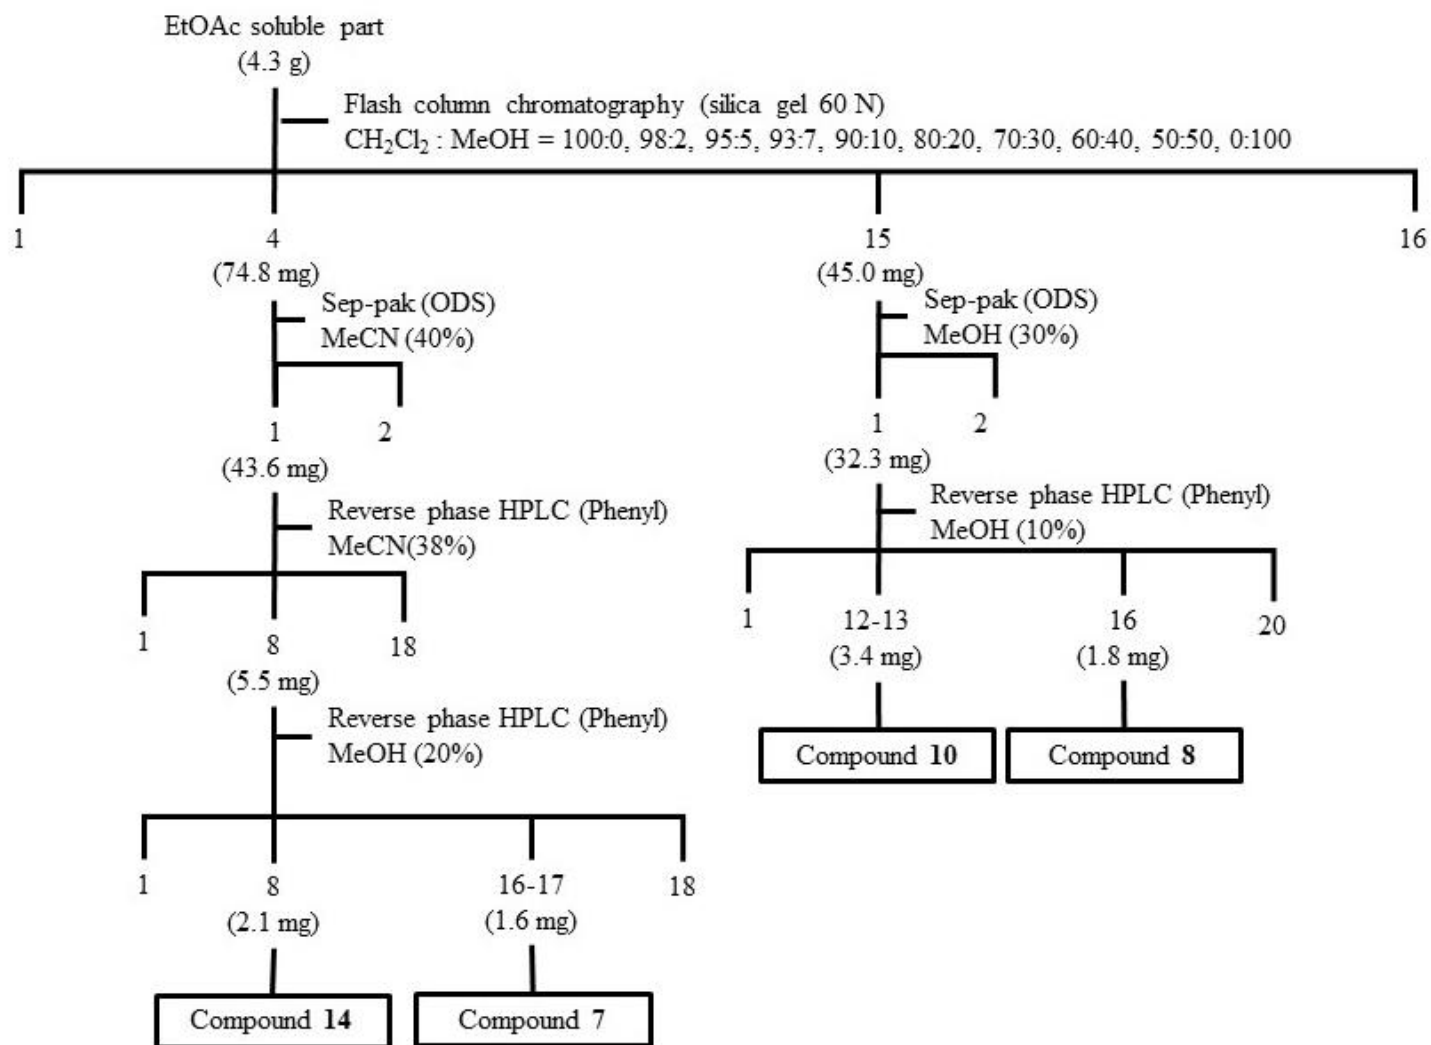 EtOAc soluble part
(4.3 g)
Flash column chromatography (silica gel 60 N)
CH₂Cl₂ : MeOH = 100:0, 98:2, 95:5, 93:7, 90:10, 80:20, 70:30, 60:40, 50:50, 0:100
1
4
15
16
(74.8 mg)
(45.0 mg)
Sep-pak (ODS)
MeCN (40%)
Sep-pak (ODS)
MeOH (30%)
1
2
1
2
(43.6 mg)
(32.3 mg)
Reverse phase HPLC (Phenyl)
MeCN(38%)
Reverse phase HPLC (Phenyl)
MeOH (10%)
1
8
18
1
12-13
16
20
(5.5 mg)
(3.4 mg)
(1.8 mg)
Reverse phase HPLC (Phenyl)
MeOH (20%)
Compound 10
Compound 8
1
8
16-17
18
(2.1 mg)
(1.6 mg)
Compound 14
Compound 7